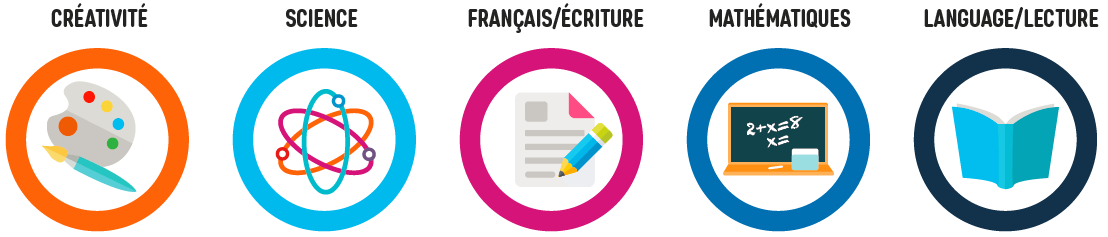 CRÉATIVITÉ
SCIENCE
FRANÇAIS/ÉCRITURE
MATHÉMATIQUES
LANGUAGE/LECTURE
2+x=8
x=